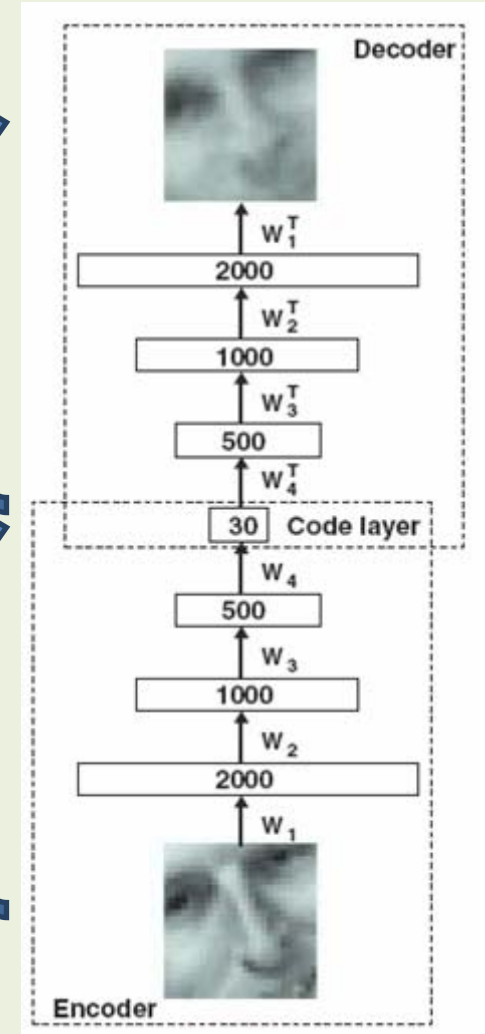 Decoder
W₁ᵀ
2000
W₂ᵀ
1000
W₃ᵀ
500
W₄ᵀ
30 Code layer
W₄
500
W₃
1000
W₂
2000
W₁
Encoder